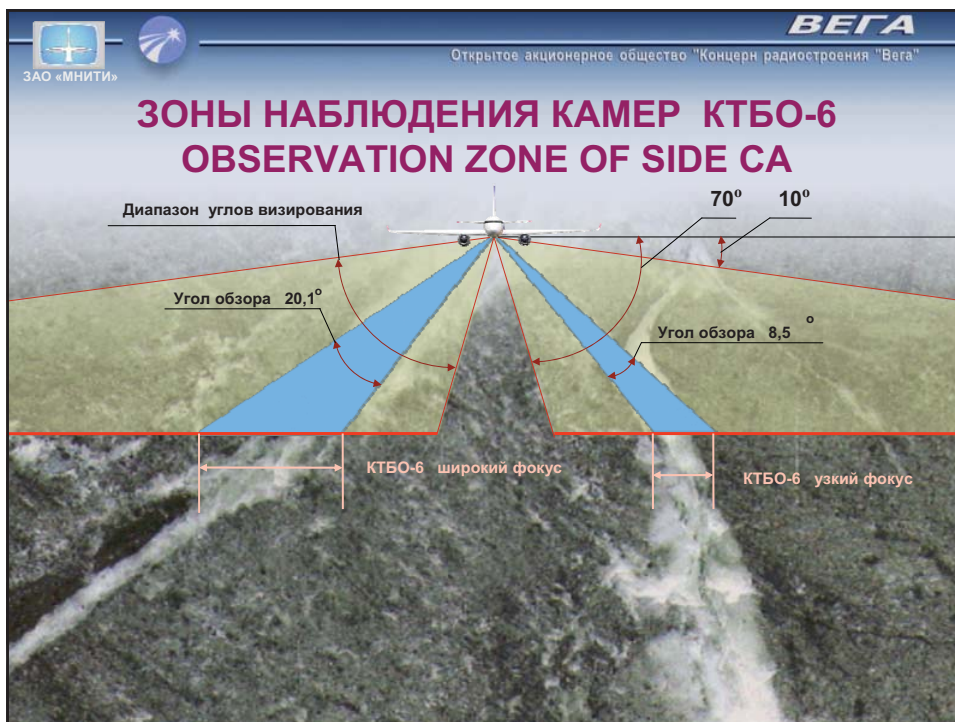 ВЕГА
Открытое акционерное общество "Концерн радиостроения "Вега"
ЗАО «МНИТИ»
ЗОНЫ НАБЛЮДЕНИЯ КАМЕР КТБО-6
OBSERVATION ZONE OF SIDE CA
Диапазон углов визирования
70º
10º
Угол обзора 20,1º
Угол обзора 8,5 º
КТБО-6 широкий фокус
КТБО-6 узкий фокус